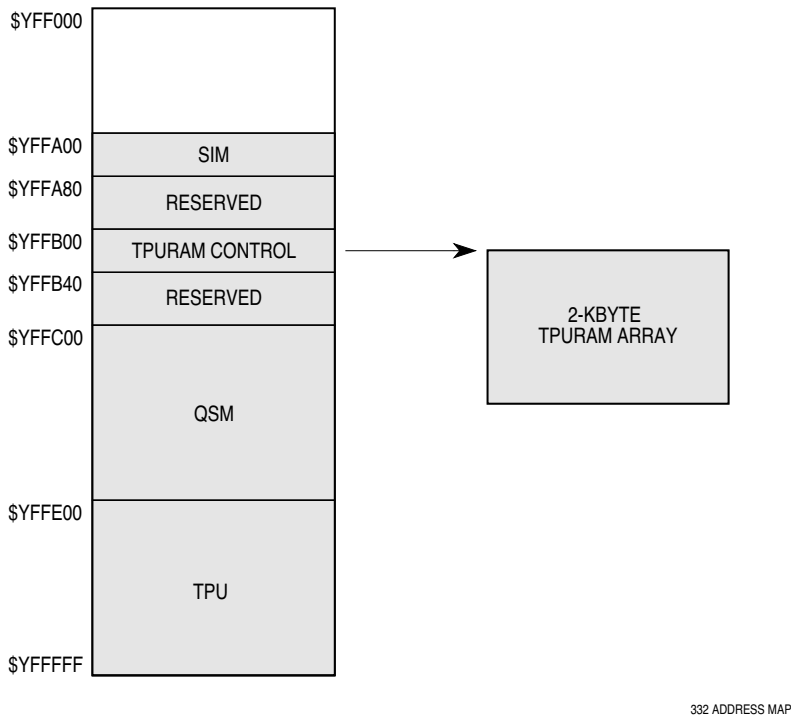 $YFF000
$YFFA00
SIM
$YFFA80
RESERVED
$YFFB00
TPURAM CONTROL
$YFFB40
RESERVED
2-KBYTE
TPURAM ARRAY
$YFFC00
QSM
$YFFE00
TPU
$YFFFFF
332 ADDRESS MAP